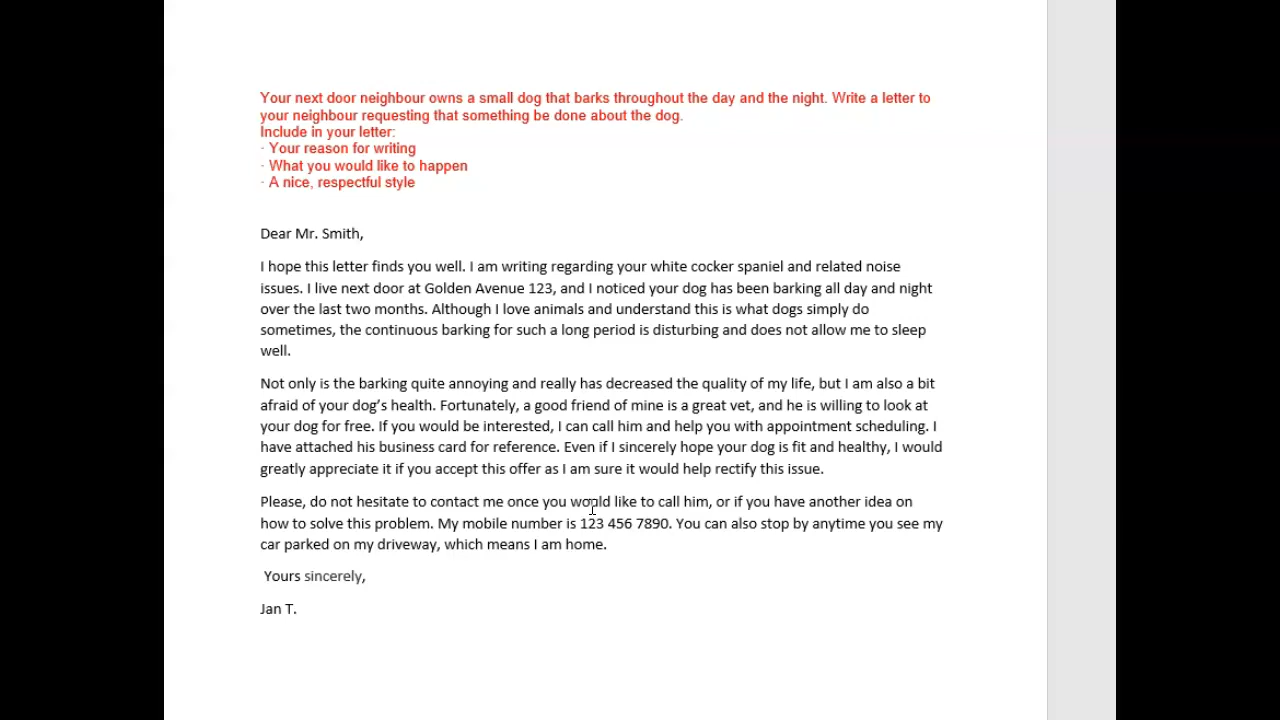 Your next door neighbour owns a small dog that barks throughout the day and the night. Write a letter to
your neighbour requesting that something be done about the dog.
Include in your letter:
· Your reason for writing
· What you would like to happen
· A nice, respectful style
Dear Mr. Smith,
I hope this letter finds you well. I am writing regarding your white cocker spaniel and related noise
issues. I live next door at Golden Avenue 123, and I noticed your dog has been barking all day and night
over the last two months. Although I love animals and understand this is what dogs simply do
sometimes, the continuous barking for such a long period is disturbing and does not allow me to sleep
well.
Not only is the barking quite annoying and really has decreased the quality of my life, but I am also a bit
afraid of your dog’s health. Fortunately, a good friend of mine is a great vet, and he is willing to look at
your dog for free. If you would be interested, I can call him and help you with appointment scheduling. I
have attached his business card for reference. Even if I sincerely hope your dog is fit and healthy, I would
greatly appreciate it if you accept this offer as I am sure it would help rectify this issue.
Please, do not hesitate to contact me once you would like to call him, or if you have another idea on
how to solve this problem. My mobile number is 123 456 7890. You can also stop by anytime you see my
car parked on my driveway, which means I am home.
Yours sincerely,
Jan T.